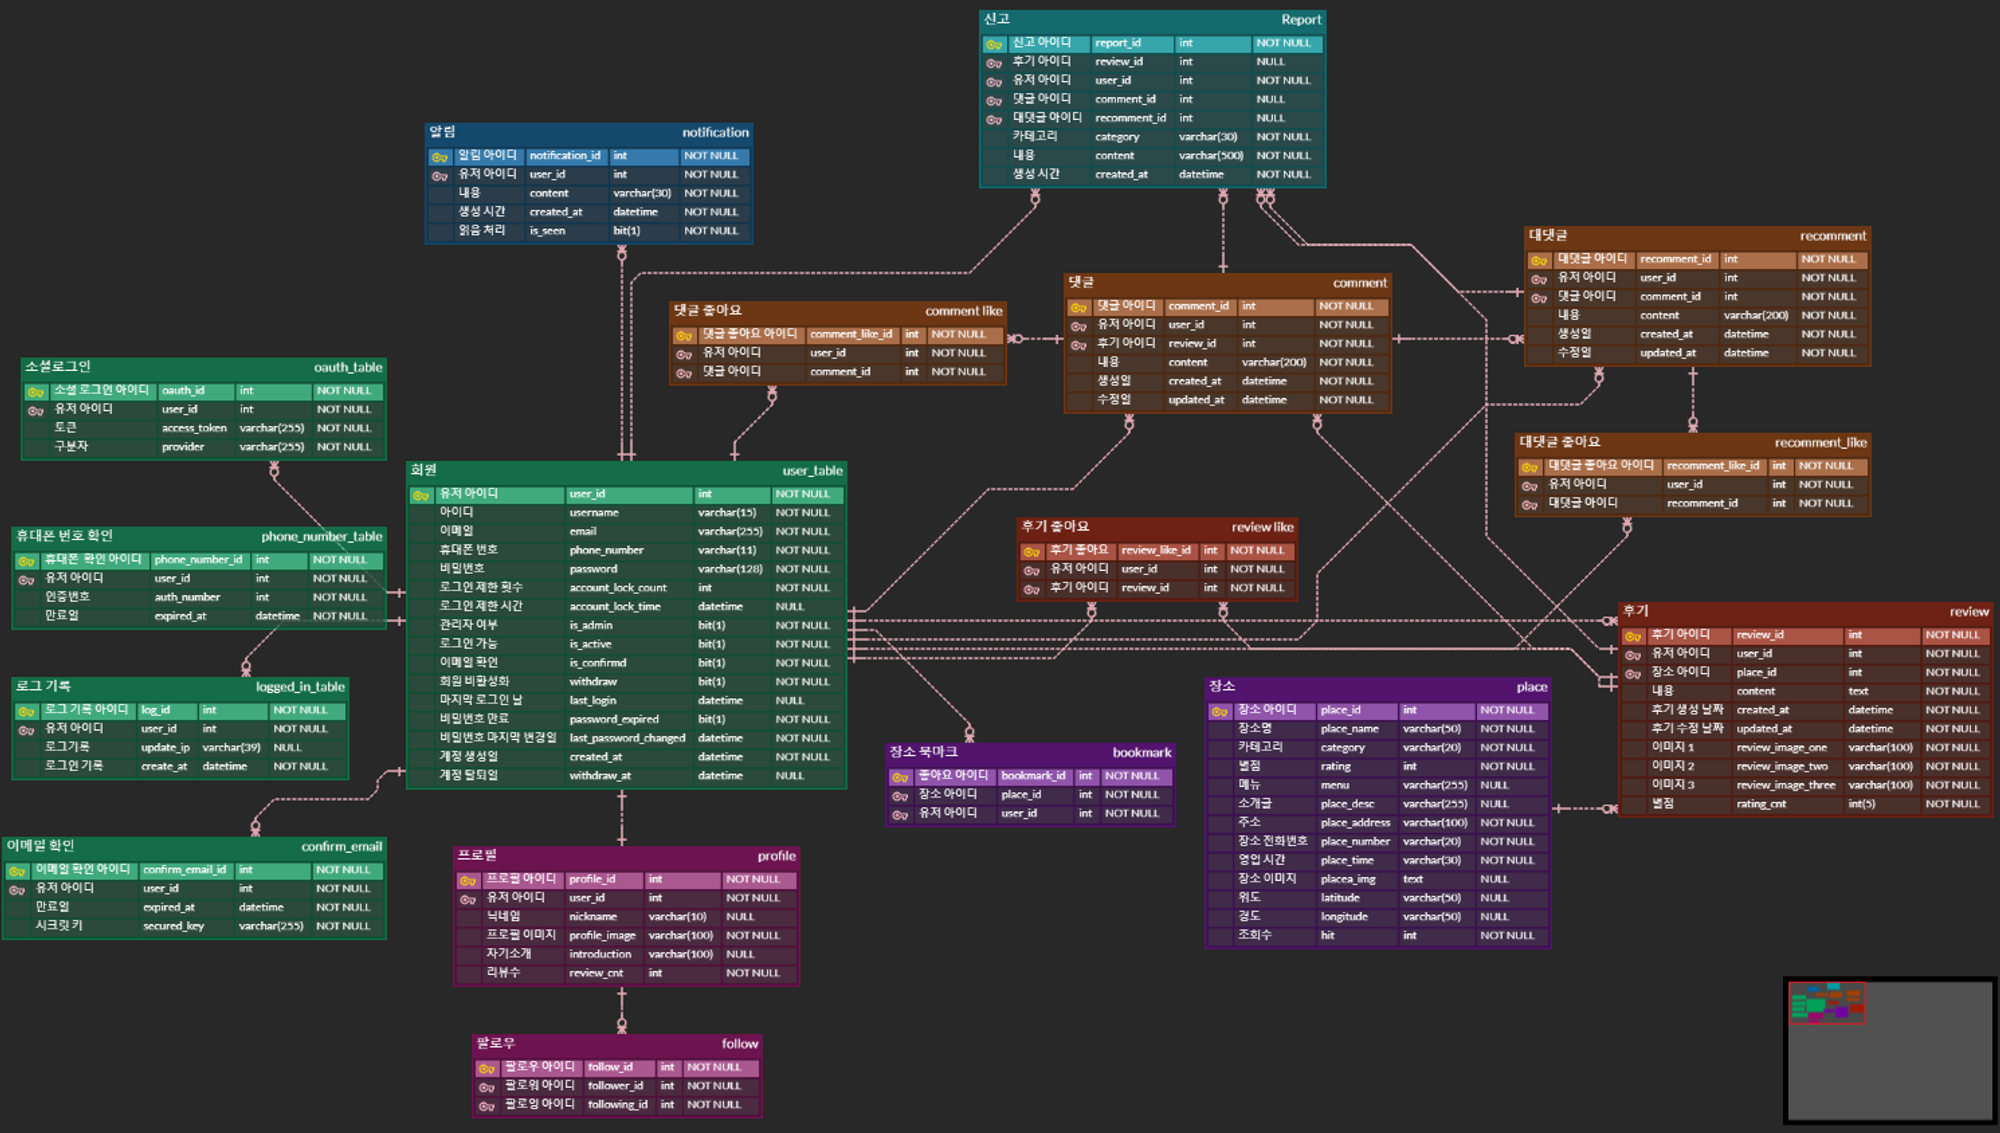 신고 Report
신고 아이디 report_id int NOT NULL
후기 아이디 review_id int NULL
유저 아이디 user_id int NOT NULL
댓글 아이디 comment_id int NULL
대댓글 아이디 recomment_id int NULL
카테고리 category varchar(30) NOT NULL
내용 content varchar(500) NOT NULL
생성 시간 created_at datetime NOT NULL
알림 notification
알림 아이디 notification_id int NOT NULL
유저 아이디 user_id int NOT NULL
내용 content varchar(30) NOT NULL
생성 시간 created_at datetime NOT NULL
읽음 처리 is_seen bit(1) NOT NULL
대댓글 recomment
대댓글 아이디 recomment_id int NOT NULL
유저 아이디 user_id int NOT NULL
댓글 아이디 comment_id int NOT NULL
내용 content varchar(200) NOT NULL
생성일 created_at datetime NOT NULL
수정일 updated_at datetime NOT NULL
댓글 comment
댓글 아이디 comment_id int NOT NULL
유저 아이디 user_id int NOT NULL
후기 아이디 review_id int NOT NULL
내용 content varchar(200) NOT NULL
생성일 created_at datetime NOT NULL
수정일 updated_at datetime NOT NULL
댓글 좋아요 comment like
댓글 좋아요 아이디 comment_like_id int NOT NULL
유저 아이디 user_id int NOT NULL
댓글 아이디 comment_id int NOT NULL
소셜로그인 oauth_table
소셜 로그인 아이디 oauth_id int NOT NULL
유저 아이디 user_id int NOT NULL
토큰 access_token varchar(255) NOT NULL
구분자 provider varchar(255) NOT NULL
대댓글 좋아요 recomment_like
대댓글 좋아요 아이디 recomment_like_id int NOT NULL
유저 아이디 user_id int NOT NULL
대댓글 아이디 recomment_id int NOT NULL
회원 user_table
유저 아이디 user_id int NOT NULL
아이디 username varchar(15) NOT NULL
이메일 email varchar(255) NOT NULL
휴대폰 번호 phone_number varchar(11) NOT NULL
비밀번호 password varchar(128) NOT NULL
로그인 제한 횟수 account_lock_count int NOT NULL
로그인 제한 시간 account_lock_time datetime NULL
관리자 여부 is_admin bit(1) NOT NULL
로그인 가능 is_active bit(1) NOT NULL
이메일 확인 is_confirmd bit(1) NOT NULL
회원 비활성화 withdraw bit(1) NOT NULL
마지막 로그인 날 last_login datetime NULL
비밀번호 만료 password_expired bit(1) NOT NULL
비밀번호 마지막 변경일 last_password_changed datetime NOT NULL
계정 생성일 created_at datetime NOT NULL
계정 탈퇴일 withdraw_at datetime NULL
휴대폰 번호 확인 phone_number_table
휴대폰 확인 아이디 phone_number_id int NOT NULL
유저 아이디 user_id int NOT NULL
인증번호 auth_number int NOT NULL
만료일 expired_at datetime NOT NULL
후기 좋아요 review like
후기 좋아요 review_like_id int NOT NULL
유저 아이디 user_id int NOT NULL
후기 아이디 review_id int NOT NULL
후기 review
후기 아이디 review_id int NOT NULL
유저 아이디 user_id int NOT NULL
장소 아이디 place_id int NOT NULL
내용 content text NOT NULL
후기 생성 날짜 created_at datetime NOT NULL
후기 수정 날짜 updated_at datetime NOT NULL
이미지 1 review_image_one varchar(100) NOT NULL
이미지 2 review_image_two varchar(100) NOT NULL
이미지 3 review_image_three varchar(100) NOT NULL
별점 rating_cnt int(5) NOT NULL
로그 기록 logged_in_table
로그 기록 아이디 log_id int NOT NULL
유저 아이디 user_id int NOT NULL
로그기록 update_ip varchar(39) NULL
로그인 기록 create_at datetime NOT NULL
장소 place
장소 아이디 place_id int NOT NULL
장소명 place_name varchar(50) NOT NULL
카테고리 category varchar(20) NOT NULL
별점 rating int NOT NULL
메뉴 menu varchar(255) NULL
소개글 place_desc varchar(255) NULL
주소 place_address varchar(100) NOT NULL
장소 전화번호 place_number varchar(20) NOT NULL
영업 시간 place_time varchar(30) NOT NULL
장소 이미지 placea_img text NULL
위도 latitude varchar(50) NULL
경도 longitude varchar(50) NULL
조회수 hit int NOT NULL
장소 북마크 bookmark
좋아요 아이디 bookmark_id int NOT NULL
장소 아이디 place_id int NOT NULL
유저 아이디 user_id int NOT NULL
이메일 확인 confirm_email
이메일 확인 아이디 confirm_email_id int NOT NULL
유저 아이디 user_id int NOT NULL
만료일 expired_at datetime NOT NULL
시크릿 키 secured_key varchar(255) NOT NULL
프로필 profile
프로필 아이디 profile_id int NOT NULL
유저 아이디 user_id int NOT NULL
닉네임 nickname varchar(10) NULL
프로필 이미지 profile_image varchar(100) NOT NULL
자기소개 introduction varchar(100) NULL
리뷰수 review_cnt int NOT NULL
팔로우 follow
팔로우 아이디 follow_id int NOT NULL
팔로워 아이디 follower_id int NOT NULL
팔로잉 아이디 following_id int NOT NULL